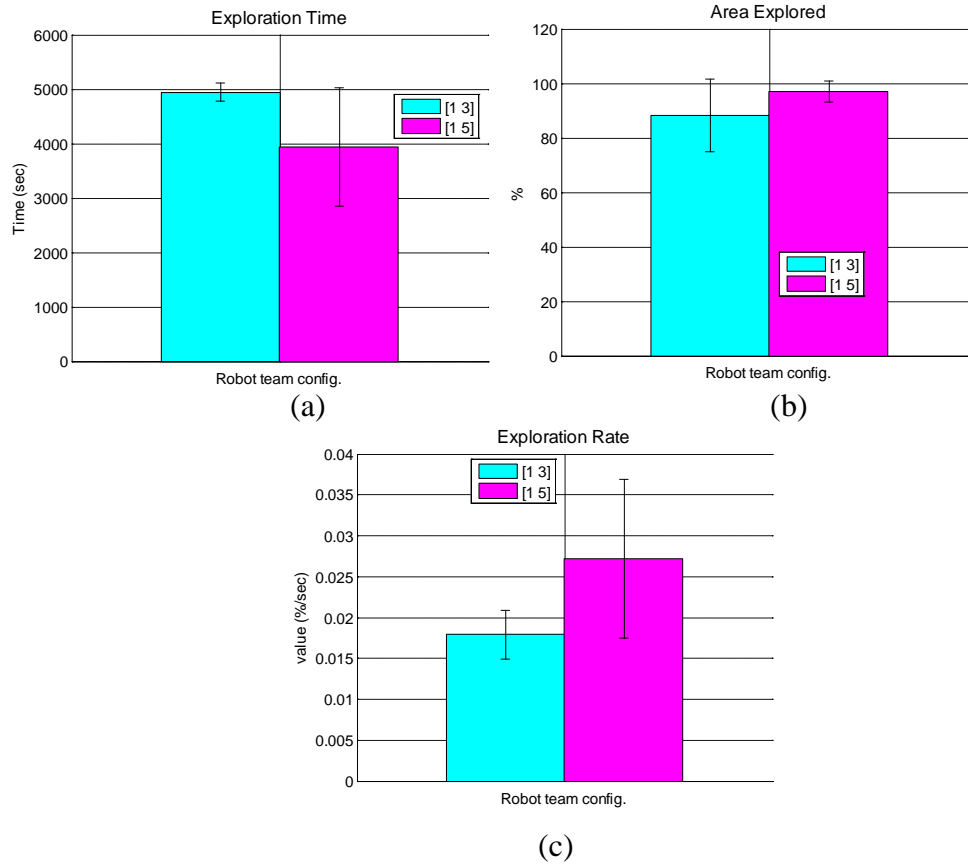 Exploration Time
6000
5000
4000
3000
2000
1000
0
Time (sec)
[1 3]
[1 5]
Robot team config.
(a)
Area Explored
120
100
80
60
40
20
0
%
[1 3]
[1 5]
Robot team config.
(b)
Exploration Rate
0.04
0.035
0.03
0.025
0.02
0.015
0.01
0.005
0
value (%/sec)
[1 3]
[1 5]
Robot team config.
(c)